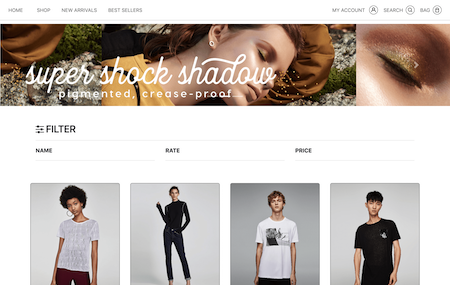 HOME SHOP NEW ARRIVALS BEST SELLERS MY ACCOUNT SEARCH BAG
super shock shadow
pigmented, crease-proof
FILTER
NAME RATE PRICE